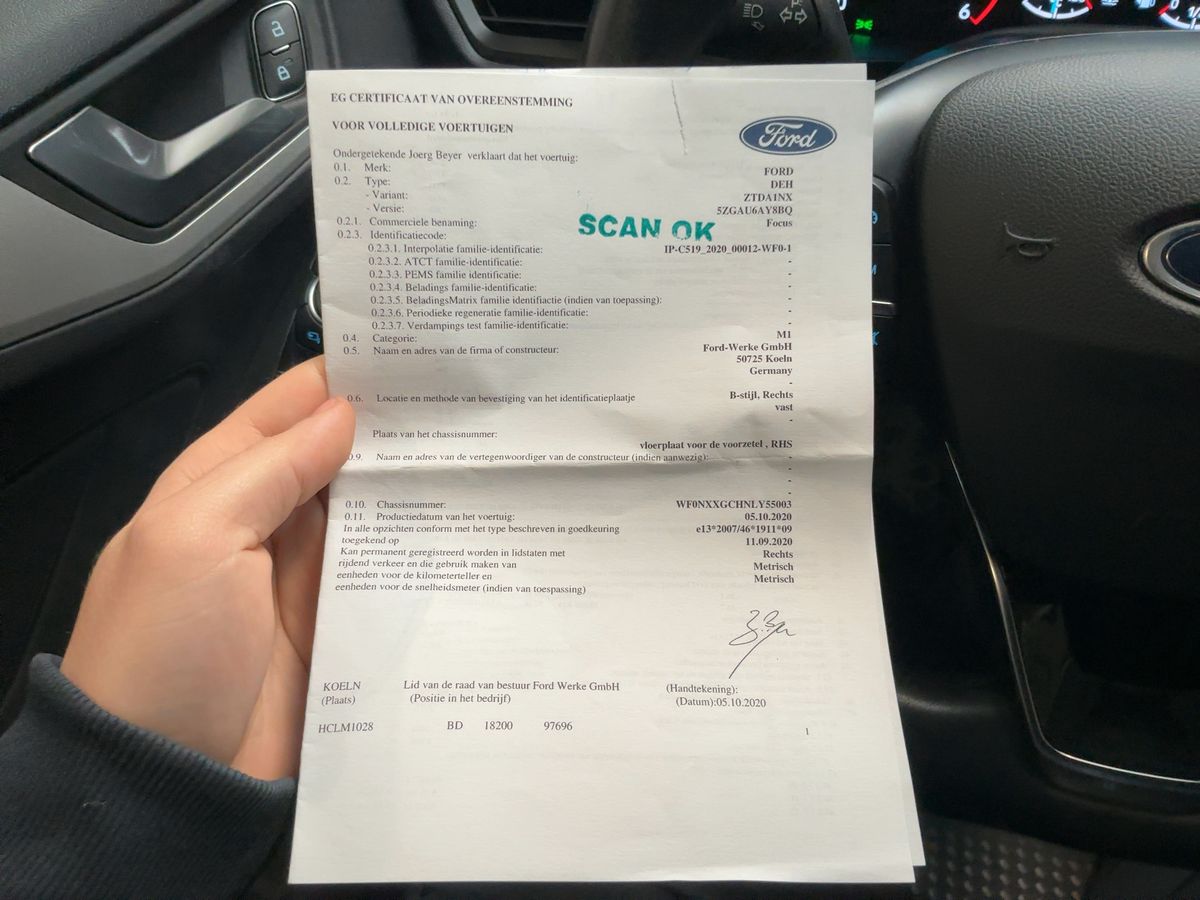 EG CERTIFICAAT VAN OVEREENSTEMMING
VOOR VOLLEDIGE VOERTUIGEN
Ford
Ondergetekende Joerg Beyer verklaart dat het voertuig:
0.1. Merk: FORD
0.2. Type: DEH
- Variant: ZTDA1NX
- Versie: 5ZGAU6AY8BQ
0.2.1. Commerciele benaming: Focus
SCAN OK
0.2.3. Identificatiecode:
0.2.3.1. Interpolatie familie-identificatie: IP-C519_2020_00012-WF0-1
0.2.3.2. ATCT familie-identificatie: -
0.2.3.3. PEMS familie identificatie: -
0.2.3.4. Beladings familie-identificatie: -
0.2.3.5. BeladingsMatrix familie identifiactie (indien van toepassing): -
0.2.3.6. Periodieke regeneratie familie-identificatie: -
0.2.3.7. Verdampings test familie-identificatie: -
0.4. Categorie: M1
0.5. Naam en adres van de firma of constructeur: Ford-Werke GmbH
50725 Koeln
Germany
-
0.6. Locatie en methode van bevestiging van het identificatieplaatje B-stijl, Rechts
vast
-
Plaats van het chassisnummer:
vloerplaat voor de voorzetel , RHS
0.9. Naam en adres van de vertegenwoordiger van de constructeur (indien aanwezig): -
-
-
-
0.10. Chassisnummer: WF0NXXGCHNLY55003
0.11. Productiedatum van het voertuig: 05.10.2020
In alle opzichten conform met het type beschreven in goedkeuring e13*2007/46*1911*09
toegekend op 11.09.2020
Kan permanent geregistreerd worden in lidstaten met Rechts
rijdend verkeer en die gebruik maken van Metrisch
eenheden voor de kilometerteller en Metrisch
eenheden voor de snelheidsmeter (indien van toespassing)
KOELN Lid van de raad van bestuur Ford Werke GmbH (Handtekening):
(Plaats) (Positie in het bedrijf) (Datum):05.10.2020
HCLM1028 BD 18200 97696 1
6